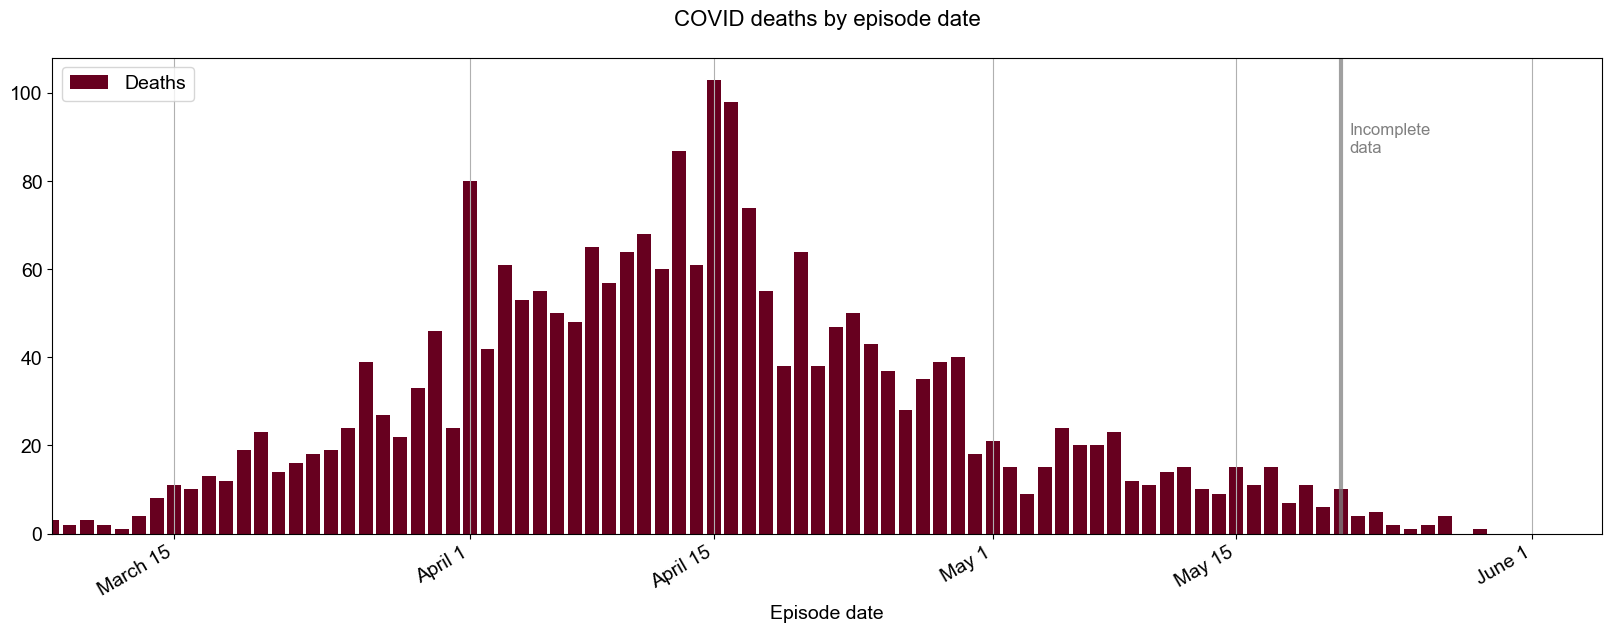 COVID deaths by episode date
Deaths
100
80
60
40
20
0
Incomplete
data
March 15
April 1
April 15
May 1
May 15
June 1
Episode date